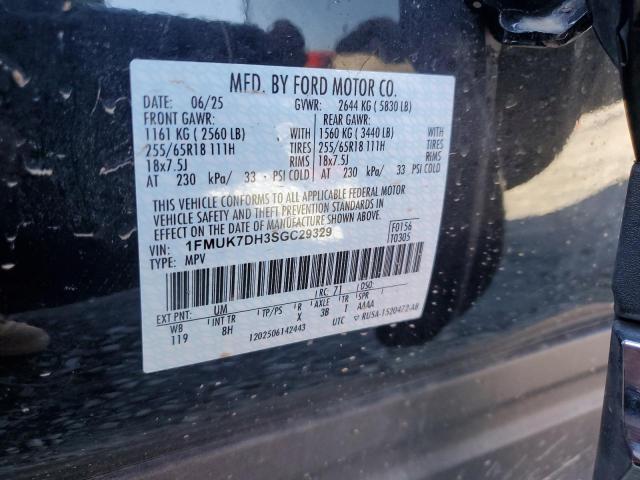 MFD. BY FORD MOTOR CO.
DATE: 06/25 GVWR: 2644 KG ( 5830 LB)
FRONT GAWR: REAR GAWR:
1161 KG ( 2560 LB) WITH 1560 KG ( 3440 LB) WITH
255/65R18 111H TIRES 255/65R18 111H TIRES
18x7.5J RIMS 18x7.5J RIMS
AT 230 kPa/ 33 PSI COLD AT 230 kPa/ 33 PSI COLD
THIS VEHICLE CONFORMS TO ALL APPLICABLE FEDERAL MOTOR
VEHICLE SAFETY AND THEFT PREVENTION STANDARDS IN
EFFECT ON THE DATE OF MANUFACTURE SHOWN ABOVE.
VIN: 1FMUK7DH3SGC29329 F0156
TYPE: MPV T0305
RC: 71 DSO:
EXT PNT: UM
WB INT TR TP/PS R AXLE TR SPR
119 8H X 3B T AAAA
1202506142443 UTC RU5A-1520472-AB